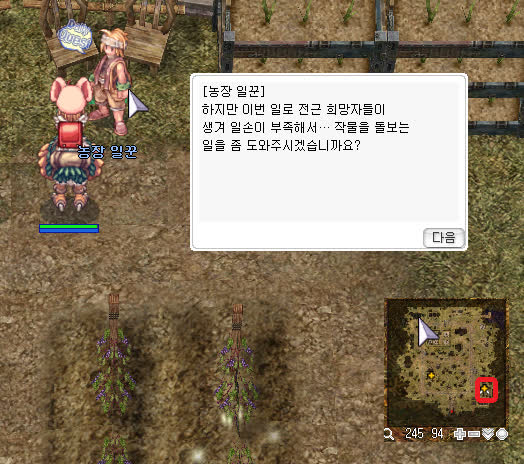 Daily
Quest
[농장 일꾼]
하지만 이번 일로 전근 희망자들이
생겨 일손이 부족해서… 작물을 돌보는
일을 좀 도와주시겠습니까요?
농장 일꾼
다음
245 94